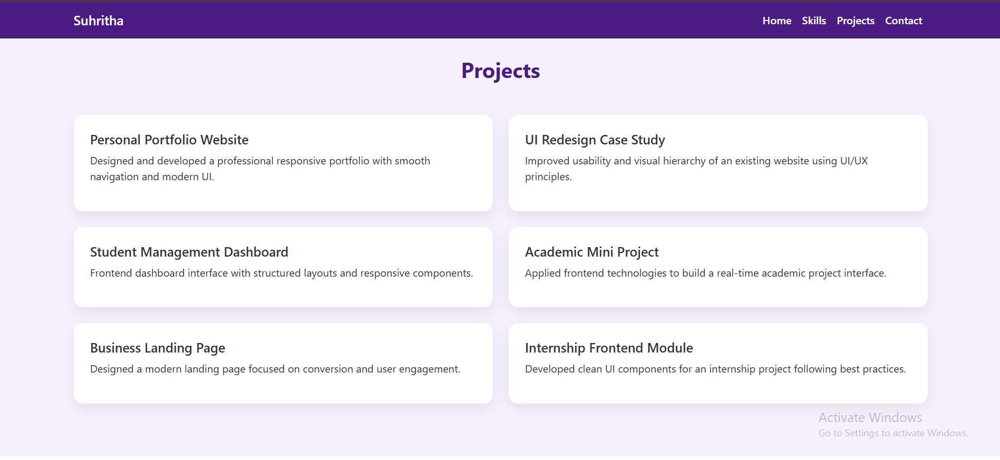 Suhritha
Home Skills Projects Contact
Projects
Personal Portfolio Website
Designed and developed a professional responsive portfolio with smooth
navigation and modern UI.
UI Redesign Case Study
Improved usability and visual hierarchy of an existing website using UI/UX
principles.
Student Management Dashboard
Frontend dashboard interface with structured layouts and responsive components.
Academic Mini Project
Applied frontend technologies to build a real-time academic project interface.
Business Landing Page
Designed a modern landing page focused on conversion and user engagement.
Internship Frontend Module
Developed clean UI components for an internship project following best practices.
Activate Windows
Go to Settings to activate Windows.